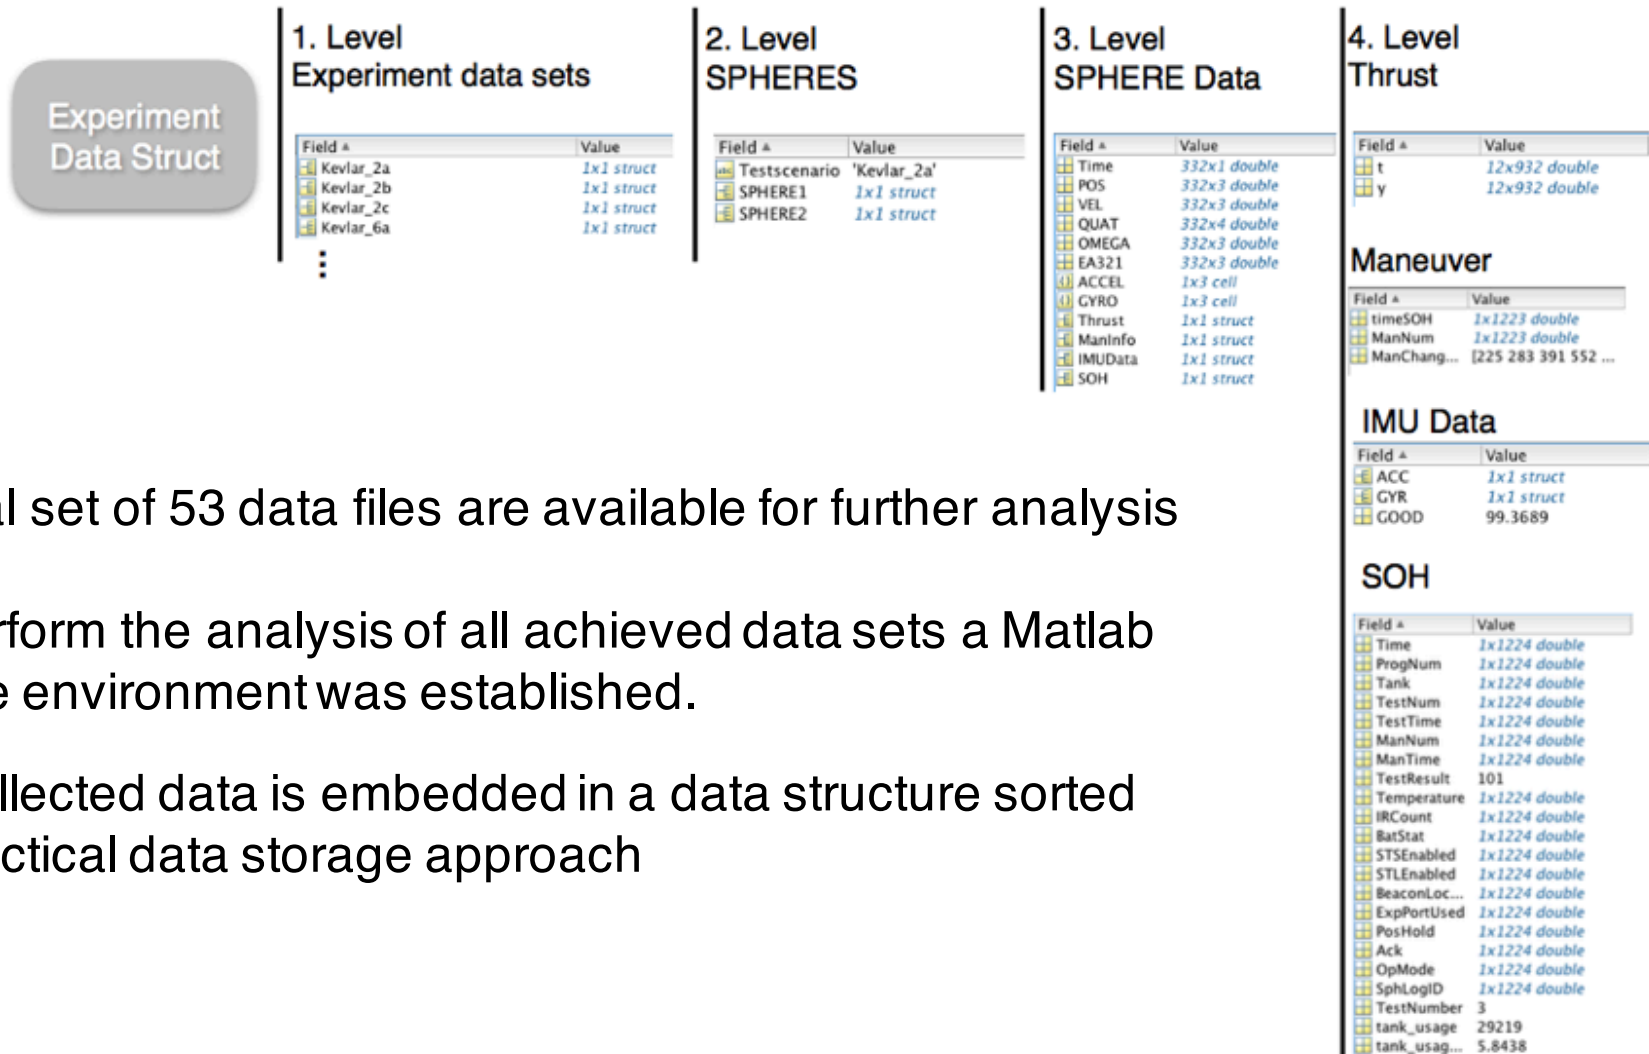 Experiment
Data Struct
1. Level
Experiment data sets
Field Value
Kevlar_2a 1x1 struct
Kevlar_2b 1x1 struct
Kevlar_2c 1x1 struct
Kevlar_6a 1x1 struct
2. Level
SPHERES
Field Value
abc Testscenario 'Kevlar_2a'
SPHERE1 1x1 struct
SPHERE2 1x1 struct
3. Level
SPHERE Data
Field Value
Time 332x1 double
POS 332x3 double
VEL 332x3 double
QUAT 332x4 double
OMEGA 332x3 double
EA321 332x3 double
ACCEL 1x3 cell
GYRO 1x3 cell
Thrust 1x1 struct
ManInfo 1x1 struct
IMUData 1x1 struct
SOH 1x1 struct
4. Level
Thrust
Field Value
t 12x932 double
y 12x932 double
Maneuver
Field Value
timeSOH 1x1223 double
ManNum 1x1223 double
ManChang... [225 283 391 552 ...
IMU Data
Field Value
ACC 1x1 struct
GYR 1x1 struct
GOOD 99.3689
SOH
Field Value
Time 1x1224 double
ProgNum 1x1224 double
Tank 1x1224 double
TestNum 1x1224 double
TestTime 1x1224 double
ManNum 1x1224 double
ManTime 1x1224 double
TestResult 101
Temperature 1x1224 double
IRCount 1x1224 double
BatStat 1x1224 double
STSEnabled 1x1224 double
STLEnabled 1x1224 double
BeaconLoc... 1x1224 double
ExpPortUsed 1x1224 double
PosHold 1x1224 double
Ack 1x1224 double
OpMode 1x1224 double
SphLogID 1x1224 double
TestNumber 3
tank_usage 29219
tank_usag... 5.8438
al set of 53 data files are available for further analysis
rform the analysis of all achieved data sets a Matlab
e environment was established.
llected data is embedded in a data structure sorted
ctical data storage approach